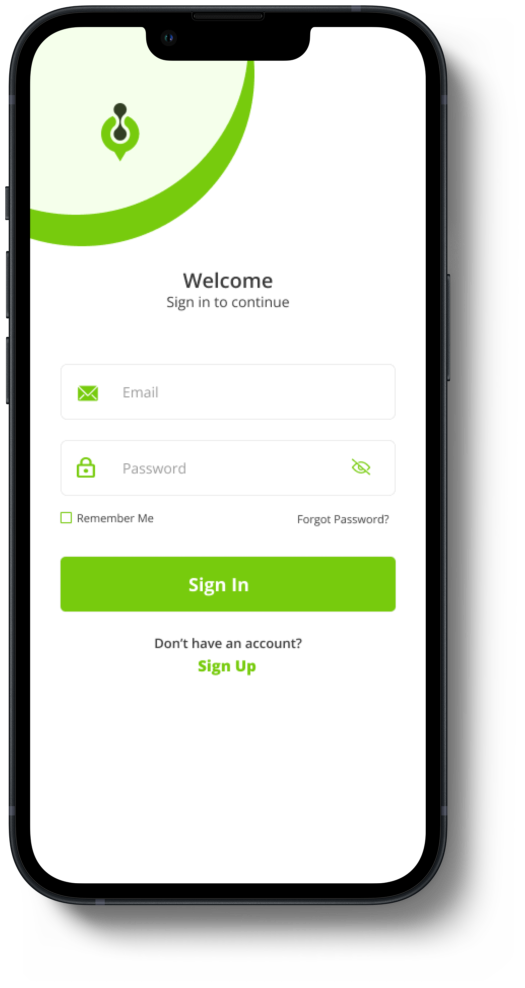 Welcome
Sign in to continue
Email
Password
Remember Me
Forgot Password?
Sign In
Don't have an account?
Sign Up